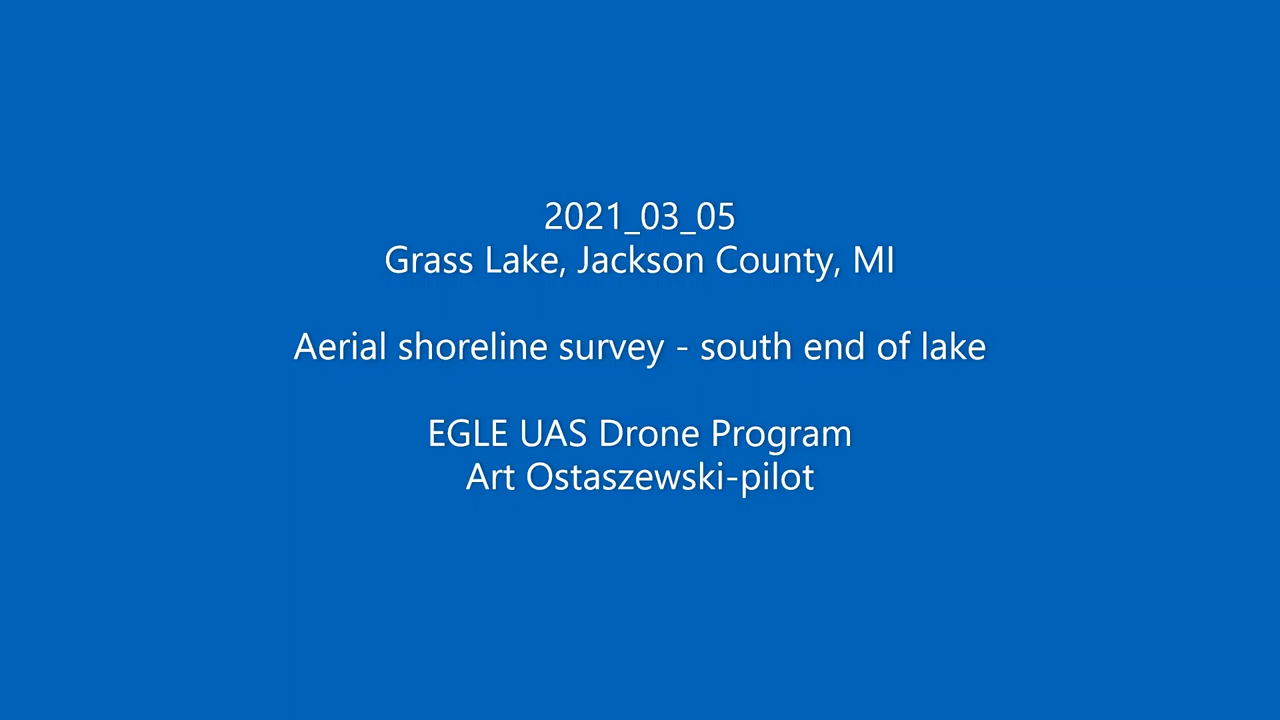 2021_03_05
Grass Lake, Jackson County, MI
Aerial shoreline survey - south end of lake
EGLE UAS Drone Program
Art Ostaszewski-pilot